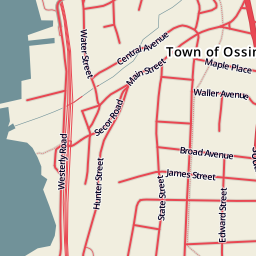 Water Street
Central Avenue
Town of Ossin
Main Street
Maple Place
Waller Avenue
Secor Road
Westerly Road
Broad Avenue
Hunter Street
James Street
State Street
Edward Street